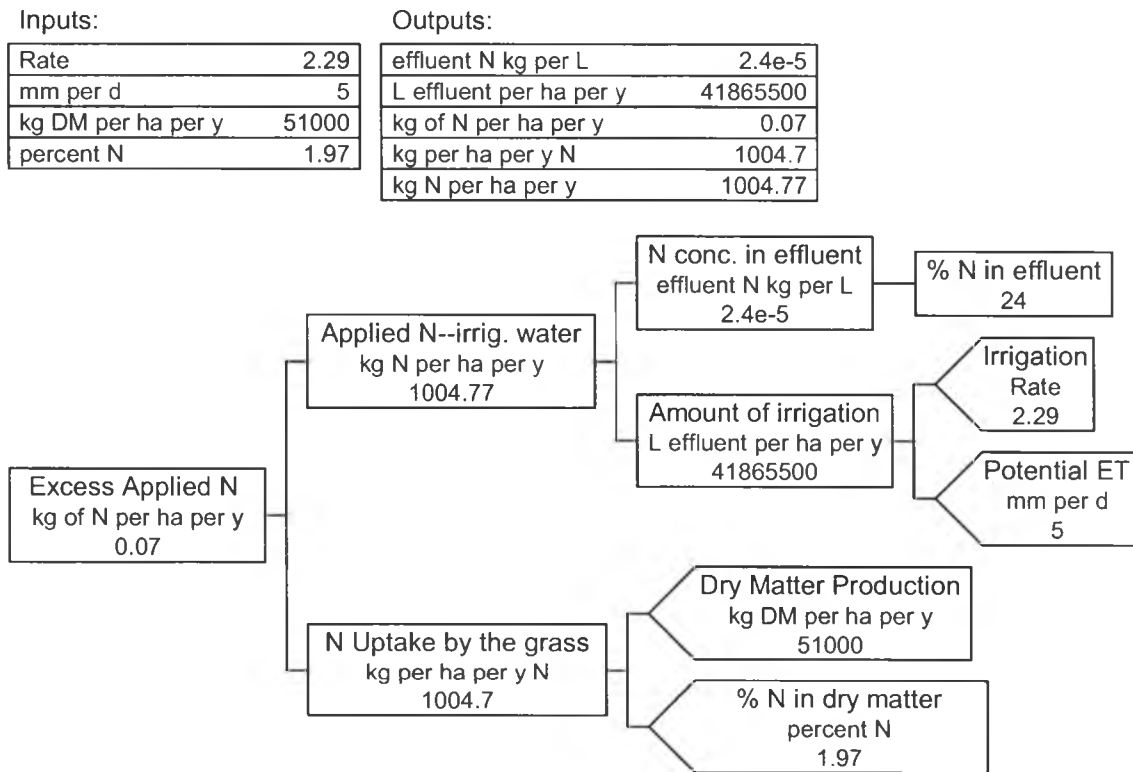 Inputs:
Rate 2.29
mm per d 5
kg DM per ha per y 51000
percent N 1.97
Outputs:
effluent N kg per L 2.4e-5
L effluent per ha per y 41865500
kg of N per ha per y 0.07
kg per ha per y N 1004.7
kg N per ha per y 1004.77
Excess Applied N
kg of N per ha per y
0.07
Applied N--irrig. water
kg N per ha per y
1004.77
N conc. in effluent
effluent N kg per L
2.4e-5
% N in effluent
24
Amount of irrigation
L effluent per ha per y
41865500
Irrigation
Rate
2.29
Potential ET
mm per d
5
N Uptake by the grass
kg per ha per y N
1004.7
Dry Matter Production
kg DM per ha per y
51000
% N in dry matter
percent N
1.97